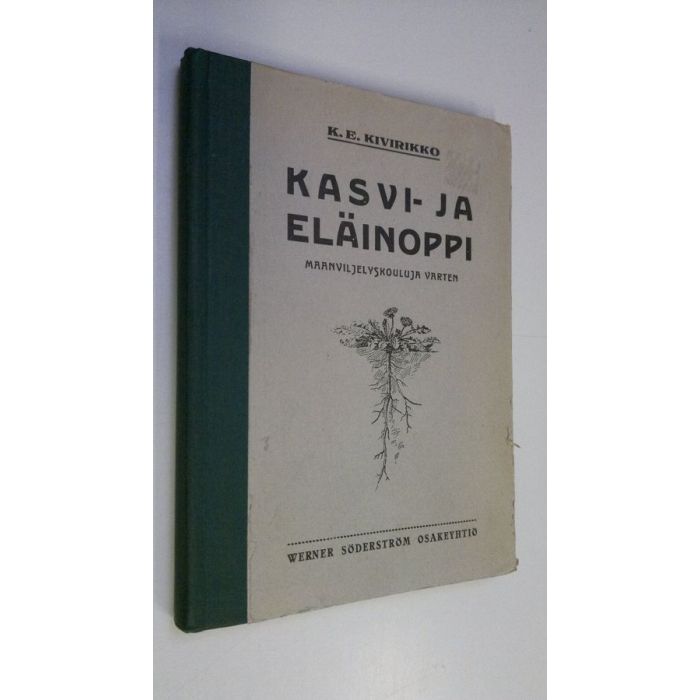 K. E. KIVIRIKKO
KASVI- JA
ELÄINOPPI
MAANVILJELYSKOULUJA VARTEN
WERNER SÖDERSTRÖM OSAKEYHTIÖ